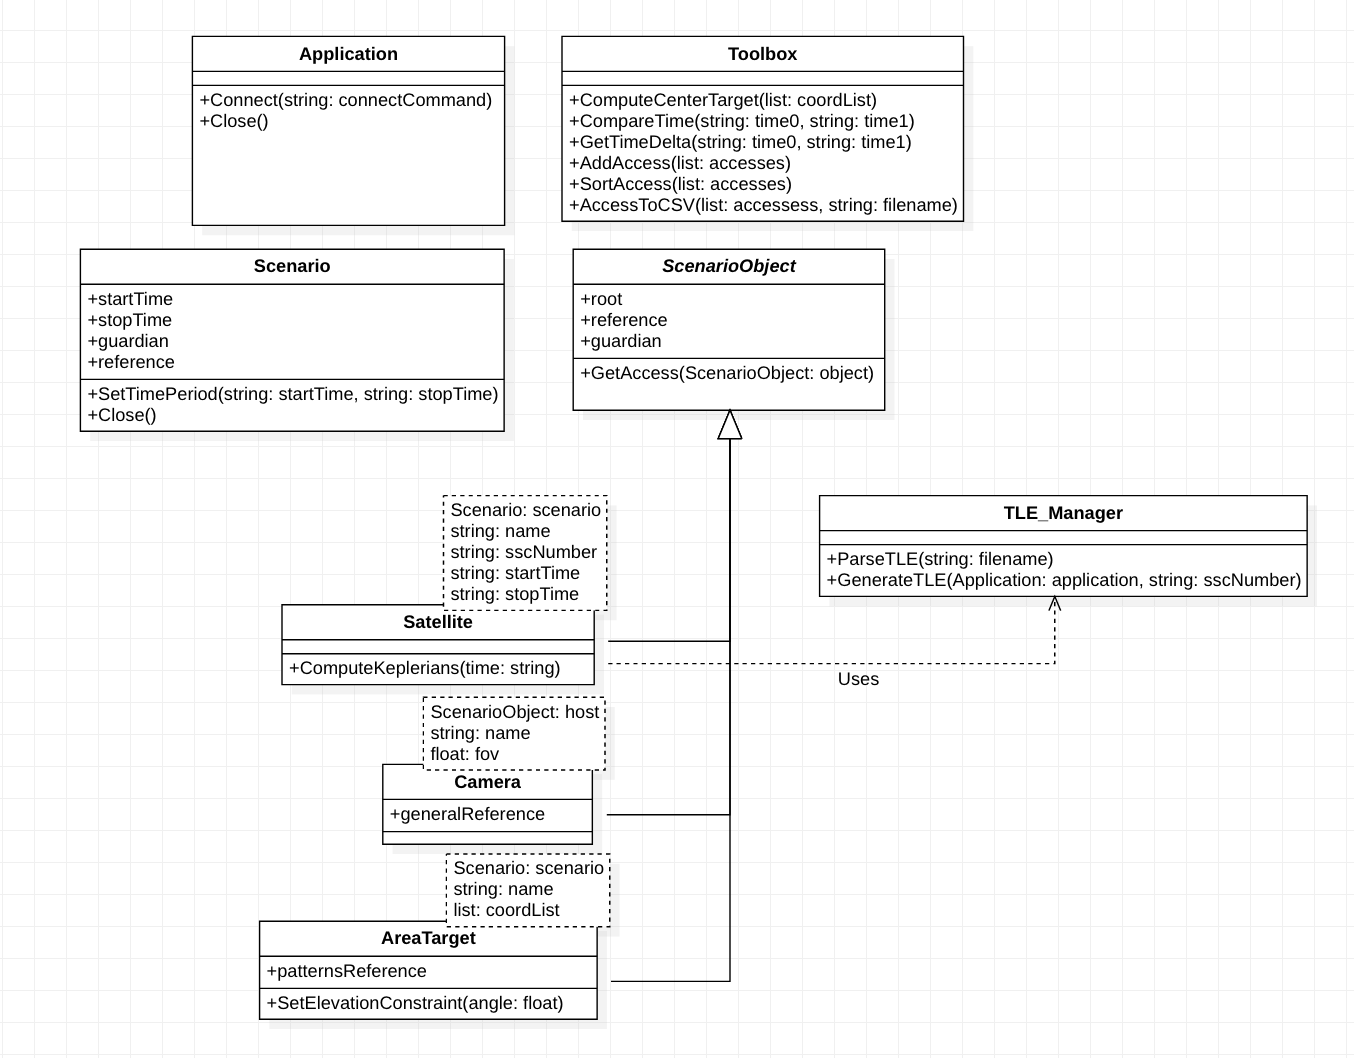 Application
+Connect(string: connectCommand)
+Close()
Toolbox
+ComputeCenterTarget(list: coordList)
+CompareTime(string: time0, string: time1)
+GetTimeDelta(string: time0, string: time1)
+AddAccess(list: accesses)
+SortAccess(list: accesses)
+AccessToCSV(list: accessess, string: filename)
Scenario
+startTime
+stopTime
+guardian
+reference
+SetTimePeriod(string: startTime, string: stopTime)
+Close()
ScenarioObject
+root
+reference
+guardian
+GetAccess(ScenarioObject: object)
Scenario: scenario
string: name
string: sscNumber
string: startTime
string: stopTime
Satellite
+ComputeKeplerians(time: string)
TLE_Manager
+ParseTLE(string: filename)
+GenerateTLE(Application: application, string: sscNumber)
Uses
ScenarioObject: host
string: name
float: fov
Camera
+generalReference
Scenario: scenario
string: name
list: coordList
AreaTarget
+patternsReference
+SetElevationConstraint(angle: float)